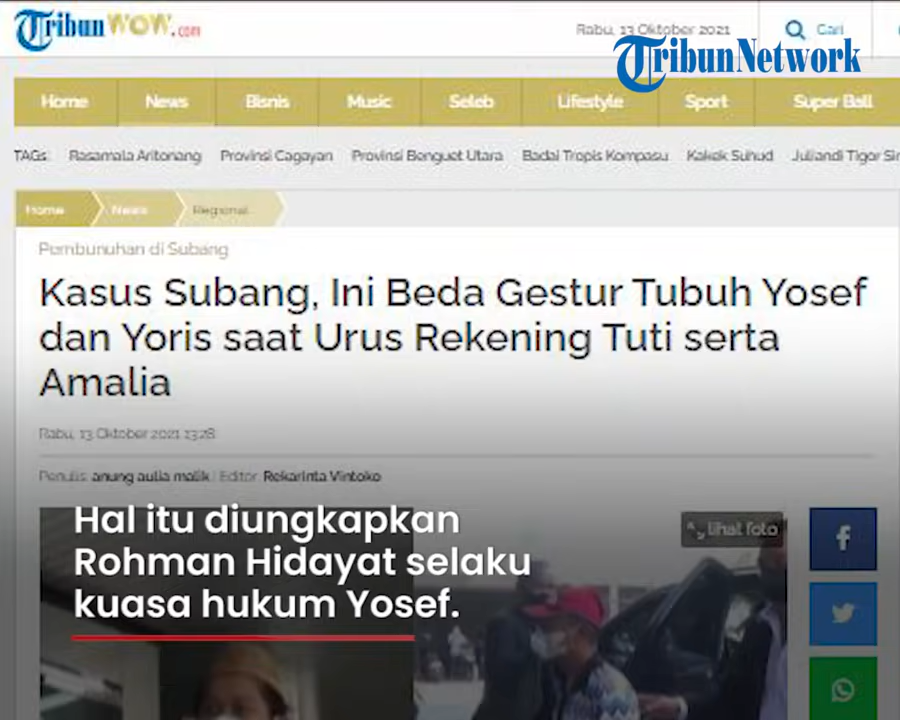 TribunWOW.com
Rabu, 13 Oktober 2021
Cari
TribunNetwork
Home News Bisnis Music Seleb Lifestyle Sport Super Ball
TAGs: Rasamala Aritonang Provinsi Cagayan Provinsi Benguet Utara Badai Tropis Kompasu Kakek Suhud Juliandi Tigor Sir
Home News Regional
Pembunuhan di Subang
Kasus Subang, Ini Beda Gestur Tubuh Yosef
dan Yoris saat Urus Rekening Tuti serta
Amalia
Rabu, 13 Oktober 2021 13:28
Penulis: anung aulia malik | Editor: Rekarinta Vintoko
lihat foto
Hal itu diungkapkan
Rohman Hidayat selaku
kuasa hukum Yosef.